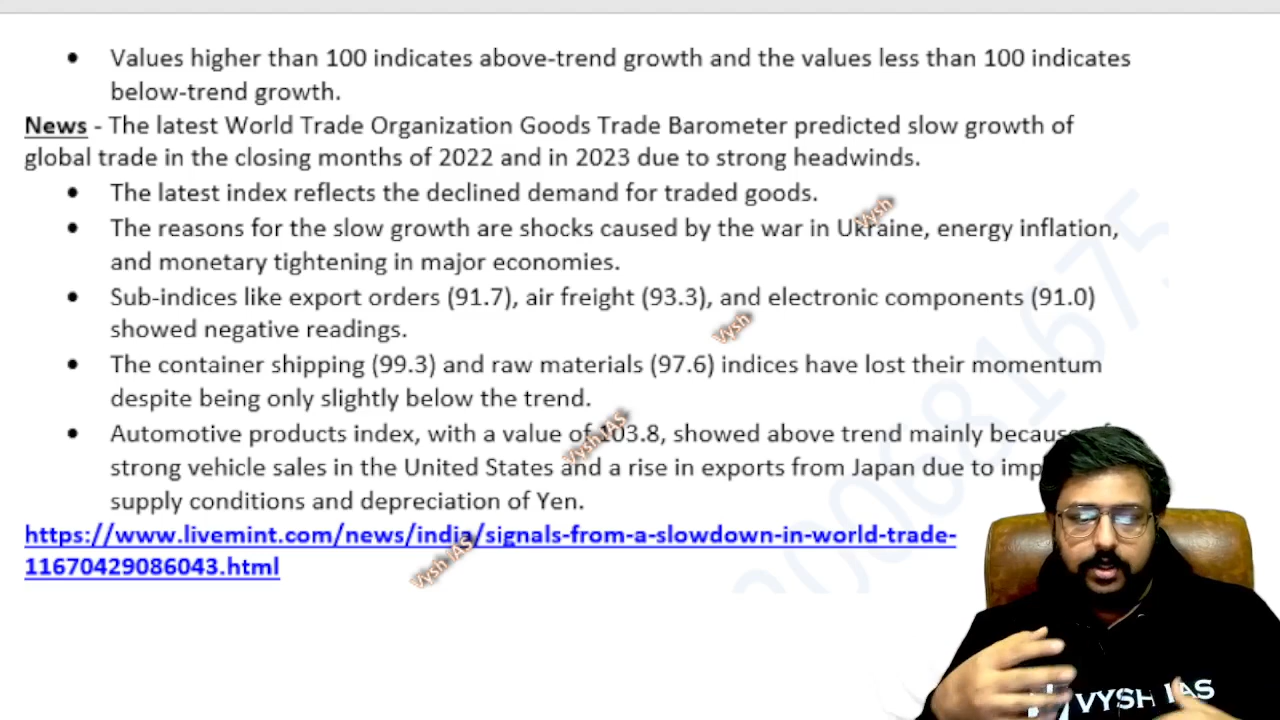 • Values higher than 100 indicates above-trend growth and the values less than 100 indicates
below-trend growth.
News - The latest World Trade Organization Goods Trade Barometer predicted slow growth of
global trade in the closing months of 2022 and in 2023 due to strong headwinds.
• The latest index reflects the declined demand for traded goods.
• The reasons for the slow growth are shocks caused by the war in Ukraine, energy inflation,
and monetary tightening in major economies.
• Sub-indices like export orders (91.7), air freight (93.3), and electronic components (91.0)
showed negative readings.
• The container shipping (99.3) and raw materials (97.6) indices have lost their momentum
despite being only slightly below the trend.
• Automotive products index, with a value of 103.8, showed above trend mainly because
strong vehicle sales in the United States and a rise in exports from Japan due to
supply conditions and depreciation of Yen.
https://www.livemint.com/news/india/signals-from-a-slowdown-in-world-trade-
11670429086043.html
Vysh
Vysh
Vysh IAS
Vysh IAS
VYSH IAS